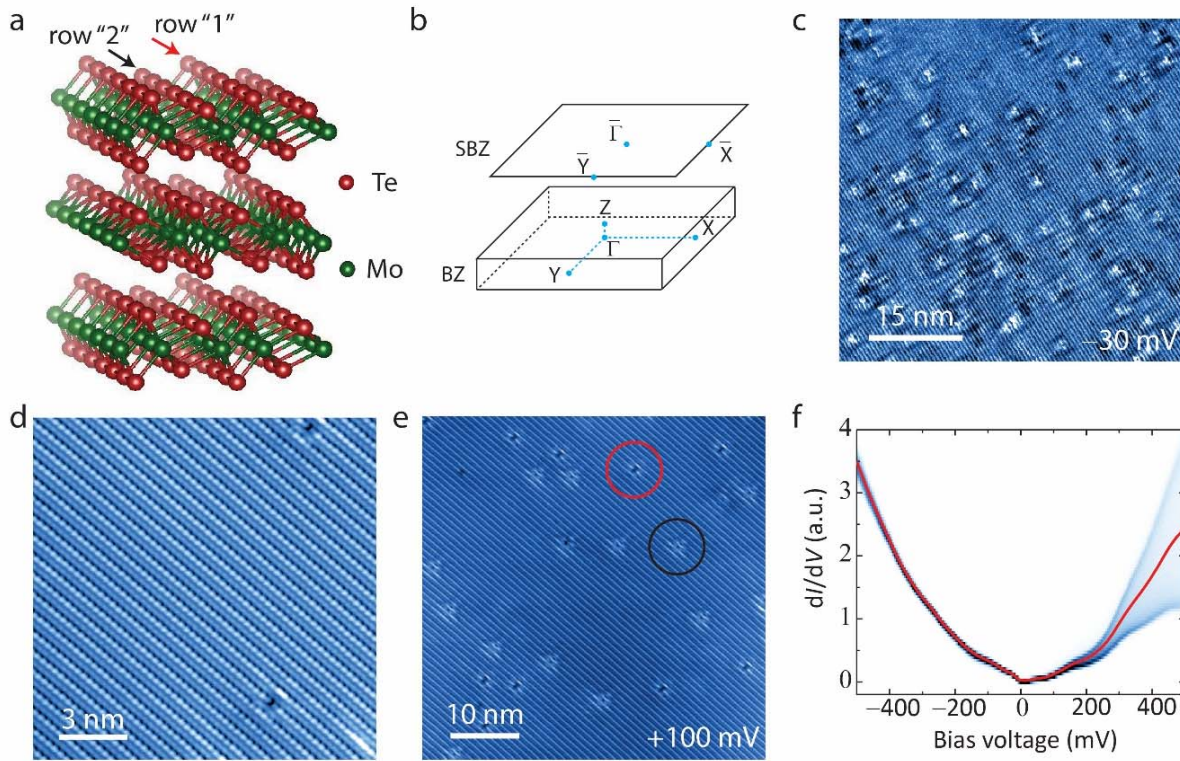 a
row “2”
row “1”
Te
Mo
b
SBZ
Γ̅
Y̅
X̅
Z
Γ
X
Y
BZ
c
15 nm
−30 mV
d
3 nm
e
10 nm
+100 mV
f
dI/dV (a.u.)
4
3
2
1
0
−400 −200 0 200 400
Bias voltage (mV)